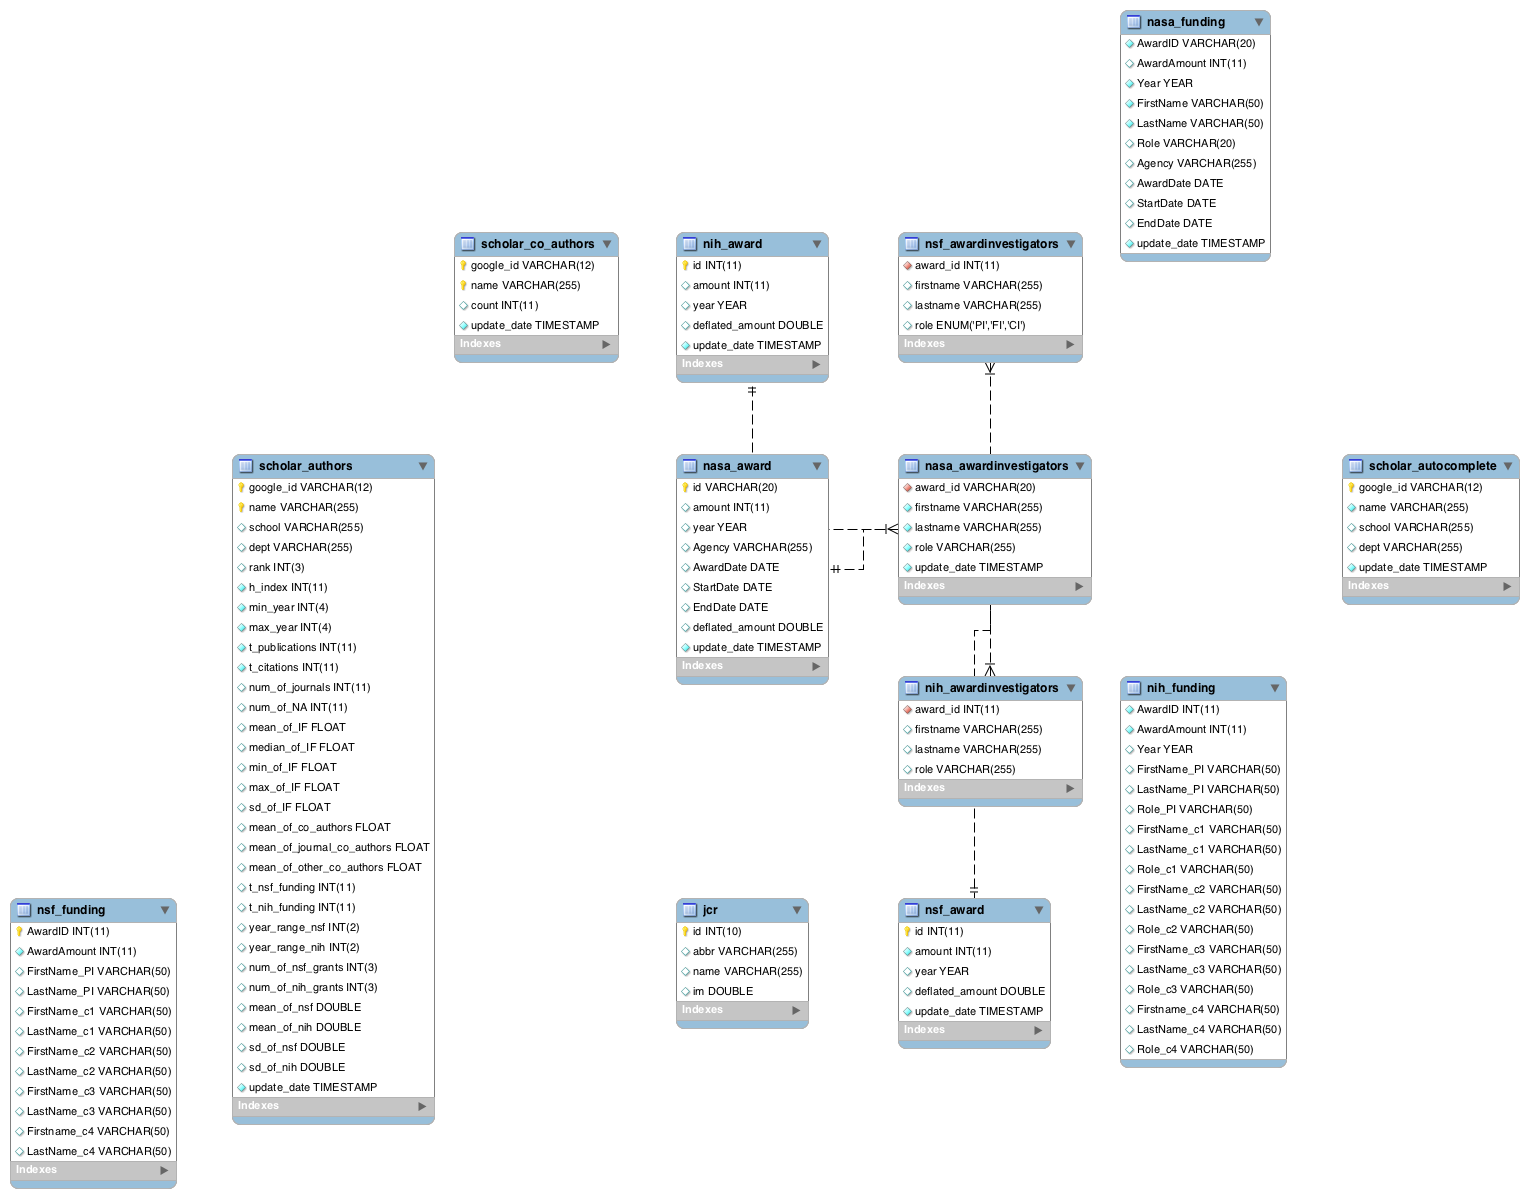 nasa_funding
AwardID VARCHAR(20)
AwardAmount INT(11)
Year YEAR
FirstName VARCHAR(50)
LastName VARCHAR(50)
Role VARCHAR(20)
Agency VARCHAR(255)
AwardDate DATE
StartDate DATE
EndDate DATE
update_date TIMESTAMP
scholar_co_authors
google_id VARCHAR(12)
name VARCHAR(255)
count INT(11)
update_date TIMESTAMP
Indexes
nih_award
id INT(11)
amount INT(11)
year YEAR
deflated_amount DOUBLE
update_date TIMESTAMP
Indexes
nsf_awardinvestigators
award_id INT(11)
firstname VARCHAR(255)
lastname VARCHAR(255)
role ENUM('PI','FI','CI')
Indexes
scholar_authors
google_id VARCHAR(12)
name VARCHAR(255)
school VARCHAR(255)
dept VARCHAR(255)
rank INT(3)
h_index INT(11)
min_year INT(4)
max_year INT(4)
t_publications INT(11)
t_citations INT(11)
num_of_journals INT(11)
num_of_NA INT(11)
mean_of_IF FLOAT
median_of_IF FLOAT
min_of_IF FLOAT
max_of_IF FLOAT
sd_of_IF FLOAT
mean_of_co_authors FLOAT
mean_of_journal_co_authors FLOAT
mean_of_other_co_authors FLOAT
t_nsf_funding INT(11)
t_nih_funding INT(11)
year_range_nsf INT(2)
year_range_nih INT(2)
num_of_nsf_grants INT(3)
num_of_nih_grants INT(3)
mean_of_nsf DOUBLE
mean_of_nih DOUBLE
sd_of_nsf DOUBLE
sd_of_nih DOUBLE
update_date TIMESTAMP
Indexes
nasa_award
id VARCHAR(20)
amount INT(11)
year YEAR
Agency VARCHAR(255)
AwardDate DATE
StartDate DATE
EndDate DATE
deflated_amount DOUBLE
update_date TIMESTAMP
Indexes
nasa_awardinvestigators
award_id VARCHAR(20)
firstname VARCHAR(255)
lastname VARCHAR(255)
role VARCHAR(255)
update_date TIMESTAMP
Indexes
scholar_autocomplete
google_id VARCHAR(12)
name VARCHAR(255)
school VARCHAR(255)
dept VARCHAR(255)
update_date TIMESTAMP
Indexes
nih_awardinvestigators
award_id INT(11)
firstname VARCHAR(255)
lastname VARCHAR(255)
role VARCHAR(255)
Indexes
nih_funding
AwardID INT(11)
AwardAmount INT(11)
Year YEAR
FirstName_PI VARCHAR(50)
LastName_PI VARCHAR(50)
Role_PI VARCHAR(50)
FirstName_c1 VARCHAR(50)
LastName_c1 VARCHAR(50)
Role_c1 VARCHAR(50)
FirstName_c2 VARCHAR(50)
LastName_c2 VARCHAR(50)
Role_c2 VARCHAR(50)
FirstName_c3 VARCHAR(50)
LastName_c3 VARCHAR(50)
Role_c3 VARCHAR(50)
Firstname_c4 VARCHAR(50)
LastName_c4 VARCHAR(50)
Role_c4 VARCHAR(50)
nsf_funding
AwardID INT(11)
AwardAmount INT(11)
FirstName_PI VARCHAR(50)
LastName_PI VARCHAR(50)
FirstName_c1 VARCHAR(50)
LastName_c1 VARCHAR(50)
FirstName_c2 VARCHAR(50)
LastName_c2 VARCHAR(50)
FirstName_c3 VARCHAR(50)
LastName_c3 VARCHAR(50)
Firstname_c4 VARCHAR(50)
LastName_c4 VARCHAR(50)
Indexes
jcr
id INT(10)
abbr VARCHAR(255)
name VARCHAR(255)
im DOUBLE
Indexes
nsf_award
id INT(11)
amount INT(11)
year YEAR
deflated_amount DOUBLE
update_date TIMESTAMP
Indexes